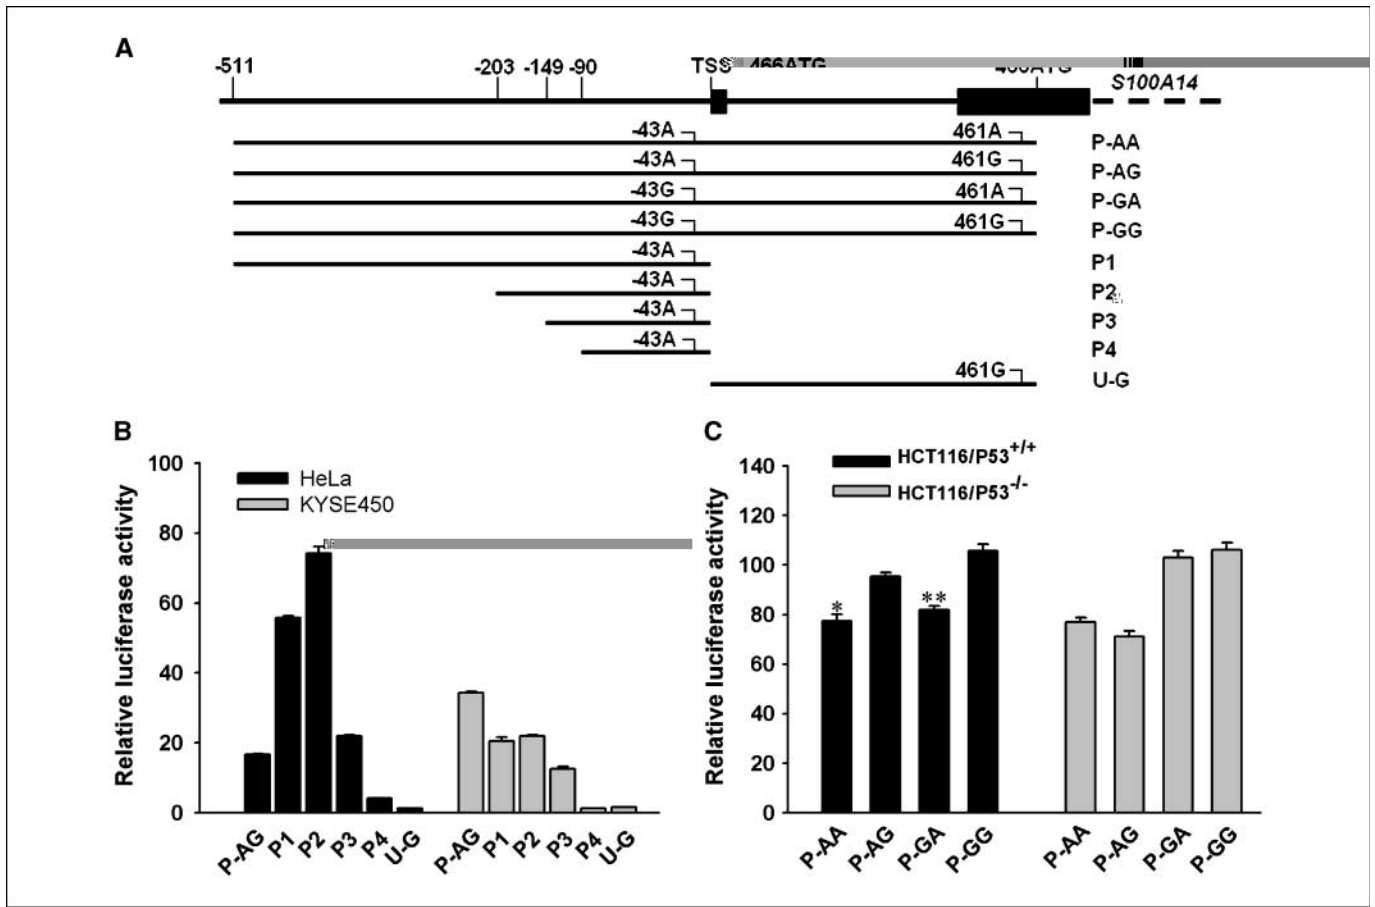 A
-511 -203 -149 -90 TSS 466ATG
S100A14
-43A 461A P-AA
-43A 461G P-AG
-43G 461A P-GA
-43G 461G P-GG
-43A P1
-43A P2
-43A P3
-43A P4
461G U-G
B
Relative luciferase activity
100
80
60
40
20
0
HeLa
KYSE450
P-AG P1 P2 P3 P4 U-G P-AG P1 P2 P3 P4 U-G
C
Relative luciferase activity
140
120
100
80
60
40
20
0
HCT116/P53+/+
HCT116/P53-/-
* **
P-AA P-AG P-GA P-GG P-AA P-AG P-GA P-GG